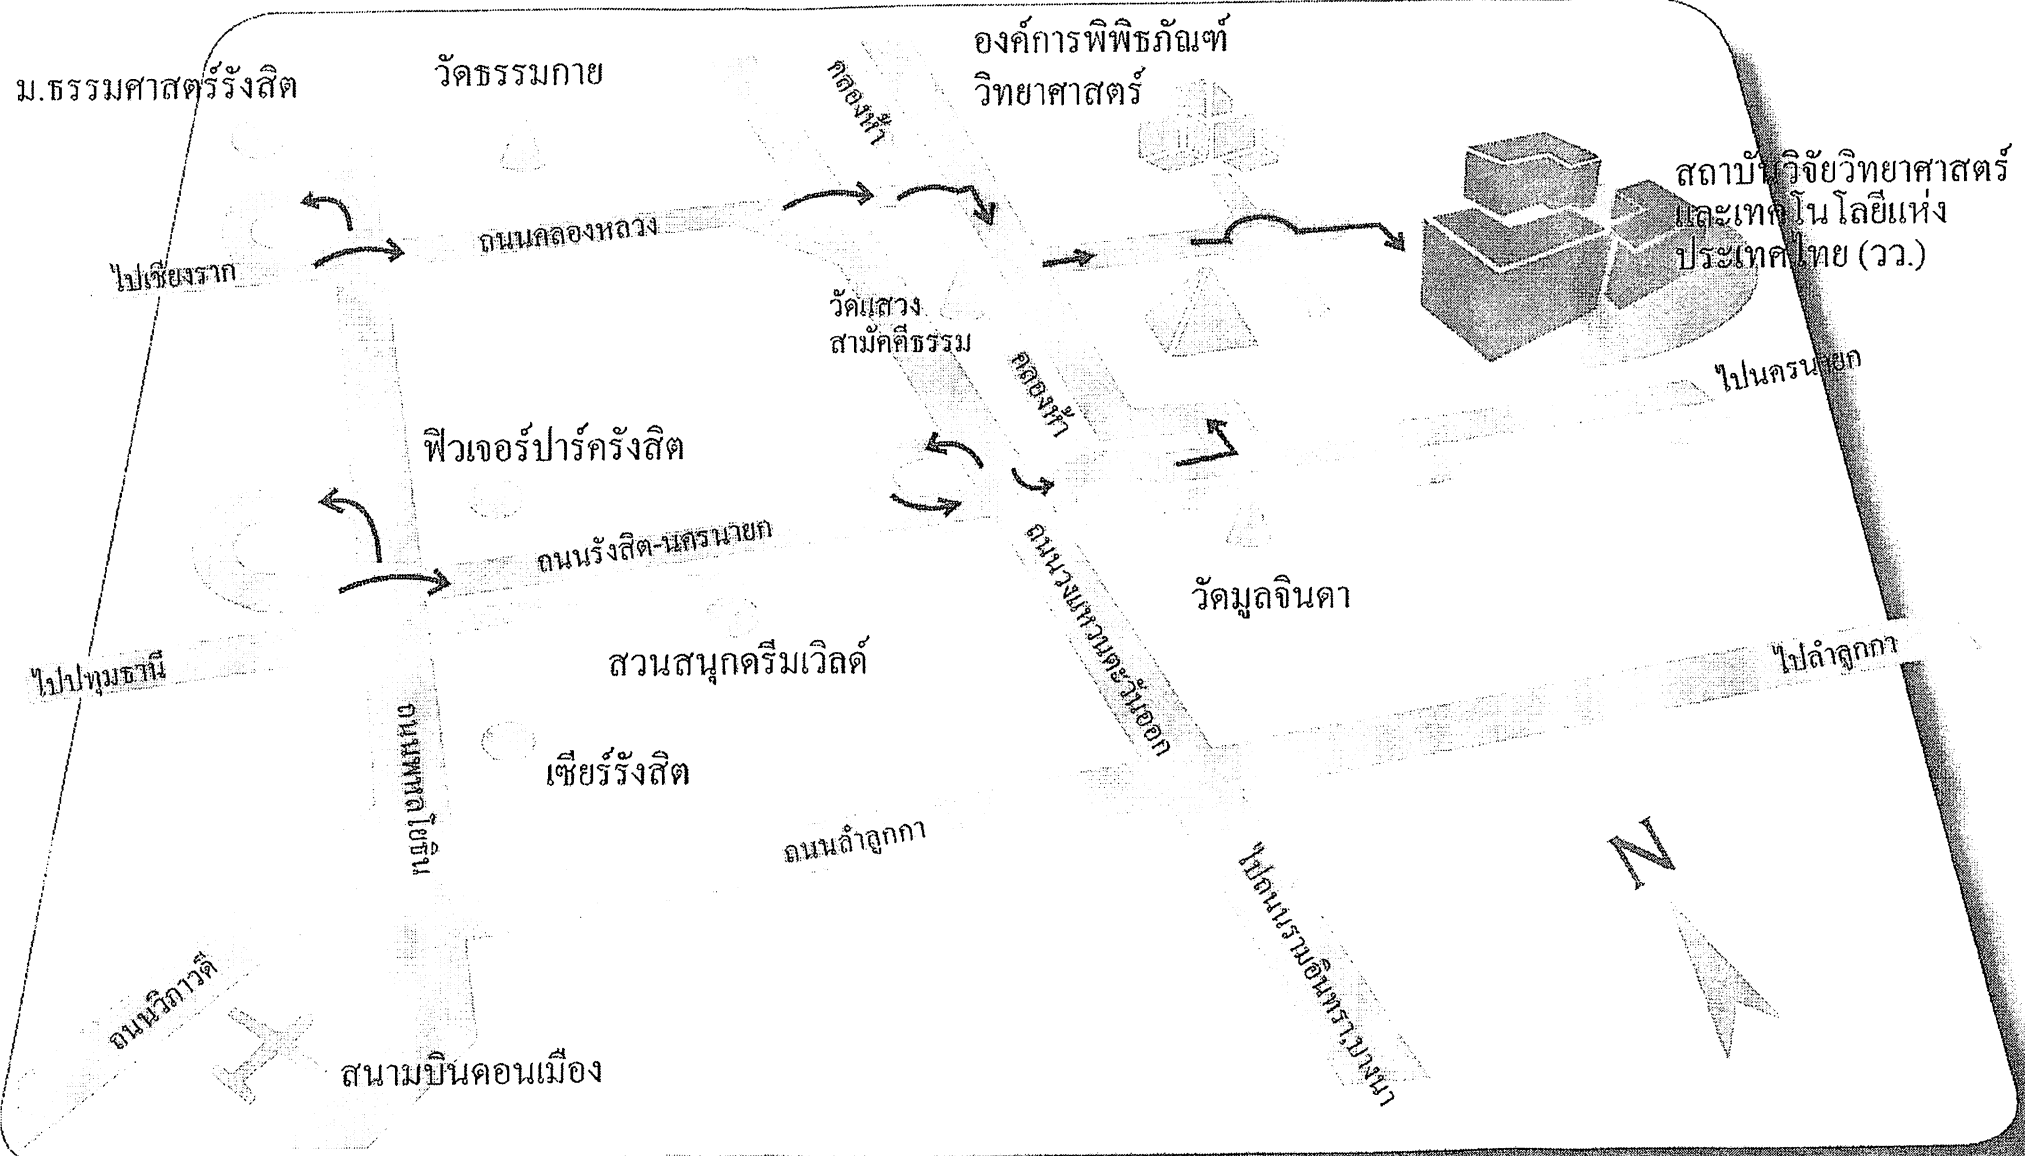 องค์การพิพิธภัณฑ์
วิทยาศาสตร์
ม.ธรรมศาสตร์รังสิต
วัดธรรมกาย
คลองห้า
สถาบันวิจัยวิทยาศาสตร์
และเทคโนโลยีแห่ง
ประเทศไทย (วว.)
ถนนคลองหลวง
ไปเชียงราก
วัดแสวง
สามัคคีธรรม
คลองห้า
ไปนครนายก
ฟิวเจอร์ปาร์ครังสิต
ถนนรังสิต-นครนายก
ถนนวงแหวนตะวันออก
วัดมูลจินดา
สวนสนุกดรีมเวิลด์
ไปปทุมธานี
ไปลำลูกกา
ถนนพหลโยธิน
เซียร์รังสิต
ถนนลำลูกกา
N
ไปถนนรามอินทรา,บางนา
ถนนวิภาวดี
สนามบินดอนเมือง